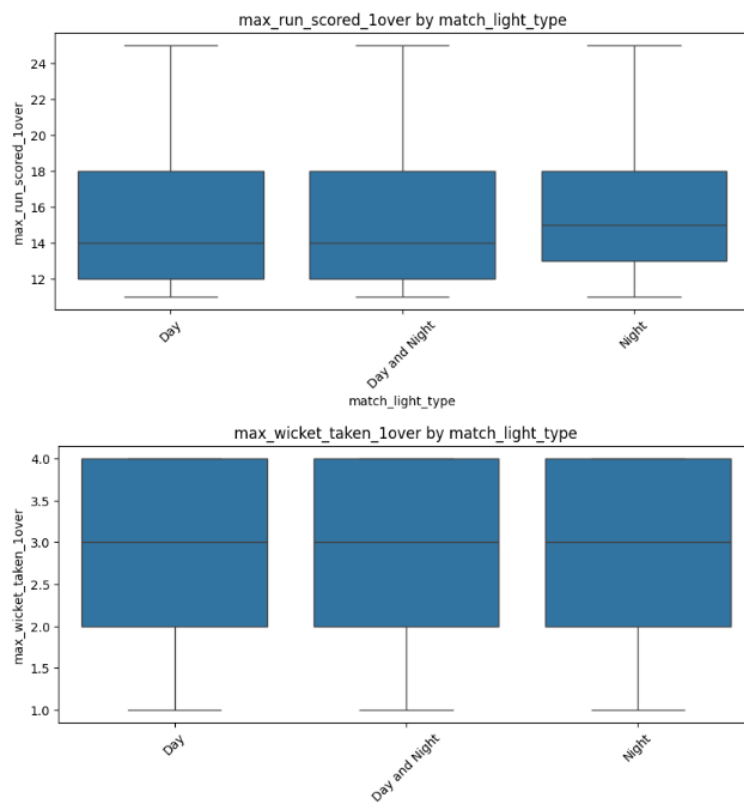 max_run_scored_1over by match_light_type
max_run_scored_1over
24
22
20
18
16
14
12
Day
Day and Night
Night
match_light_type
max_wicket_taken_1over by match_light_type
max_wicket_taken_1over
4.0
3.5
3.0
2.5
2.0
1.5
1.0
Day
Day and Night
Night